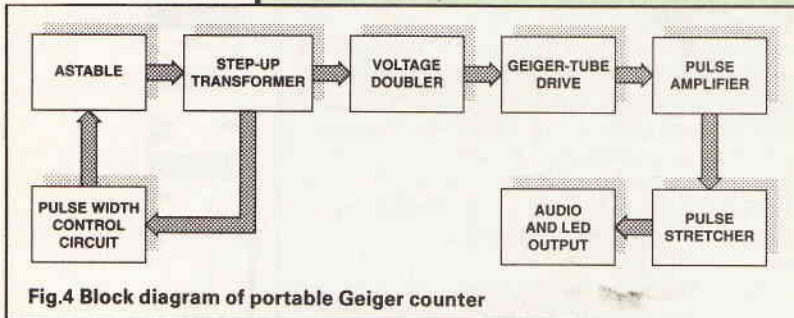 ASTABLE
STEP-UP
TRANSFORMER
VOLTAGE
DOUBLER
GEIGER-TUBE
DRIVE
PULSE
AMPLIFIER
PULSE WIDTH
CONTROL
CIRCUIT
AUDIO
AND LED
OUTPUT
PULSE
STRETCHER
Fig.4 Block diagram of portable Geiger counter